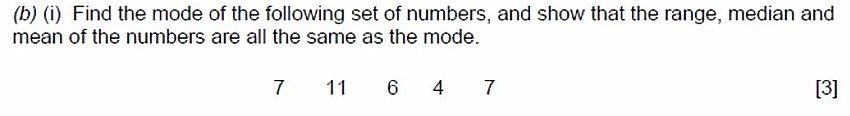 (b) (i) Find the mode of the following set of numbers, and show that the range, median and
mean of the numbers are all the same as the mode.
7 11 6 4 7 [3]